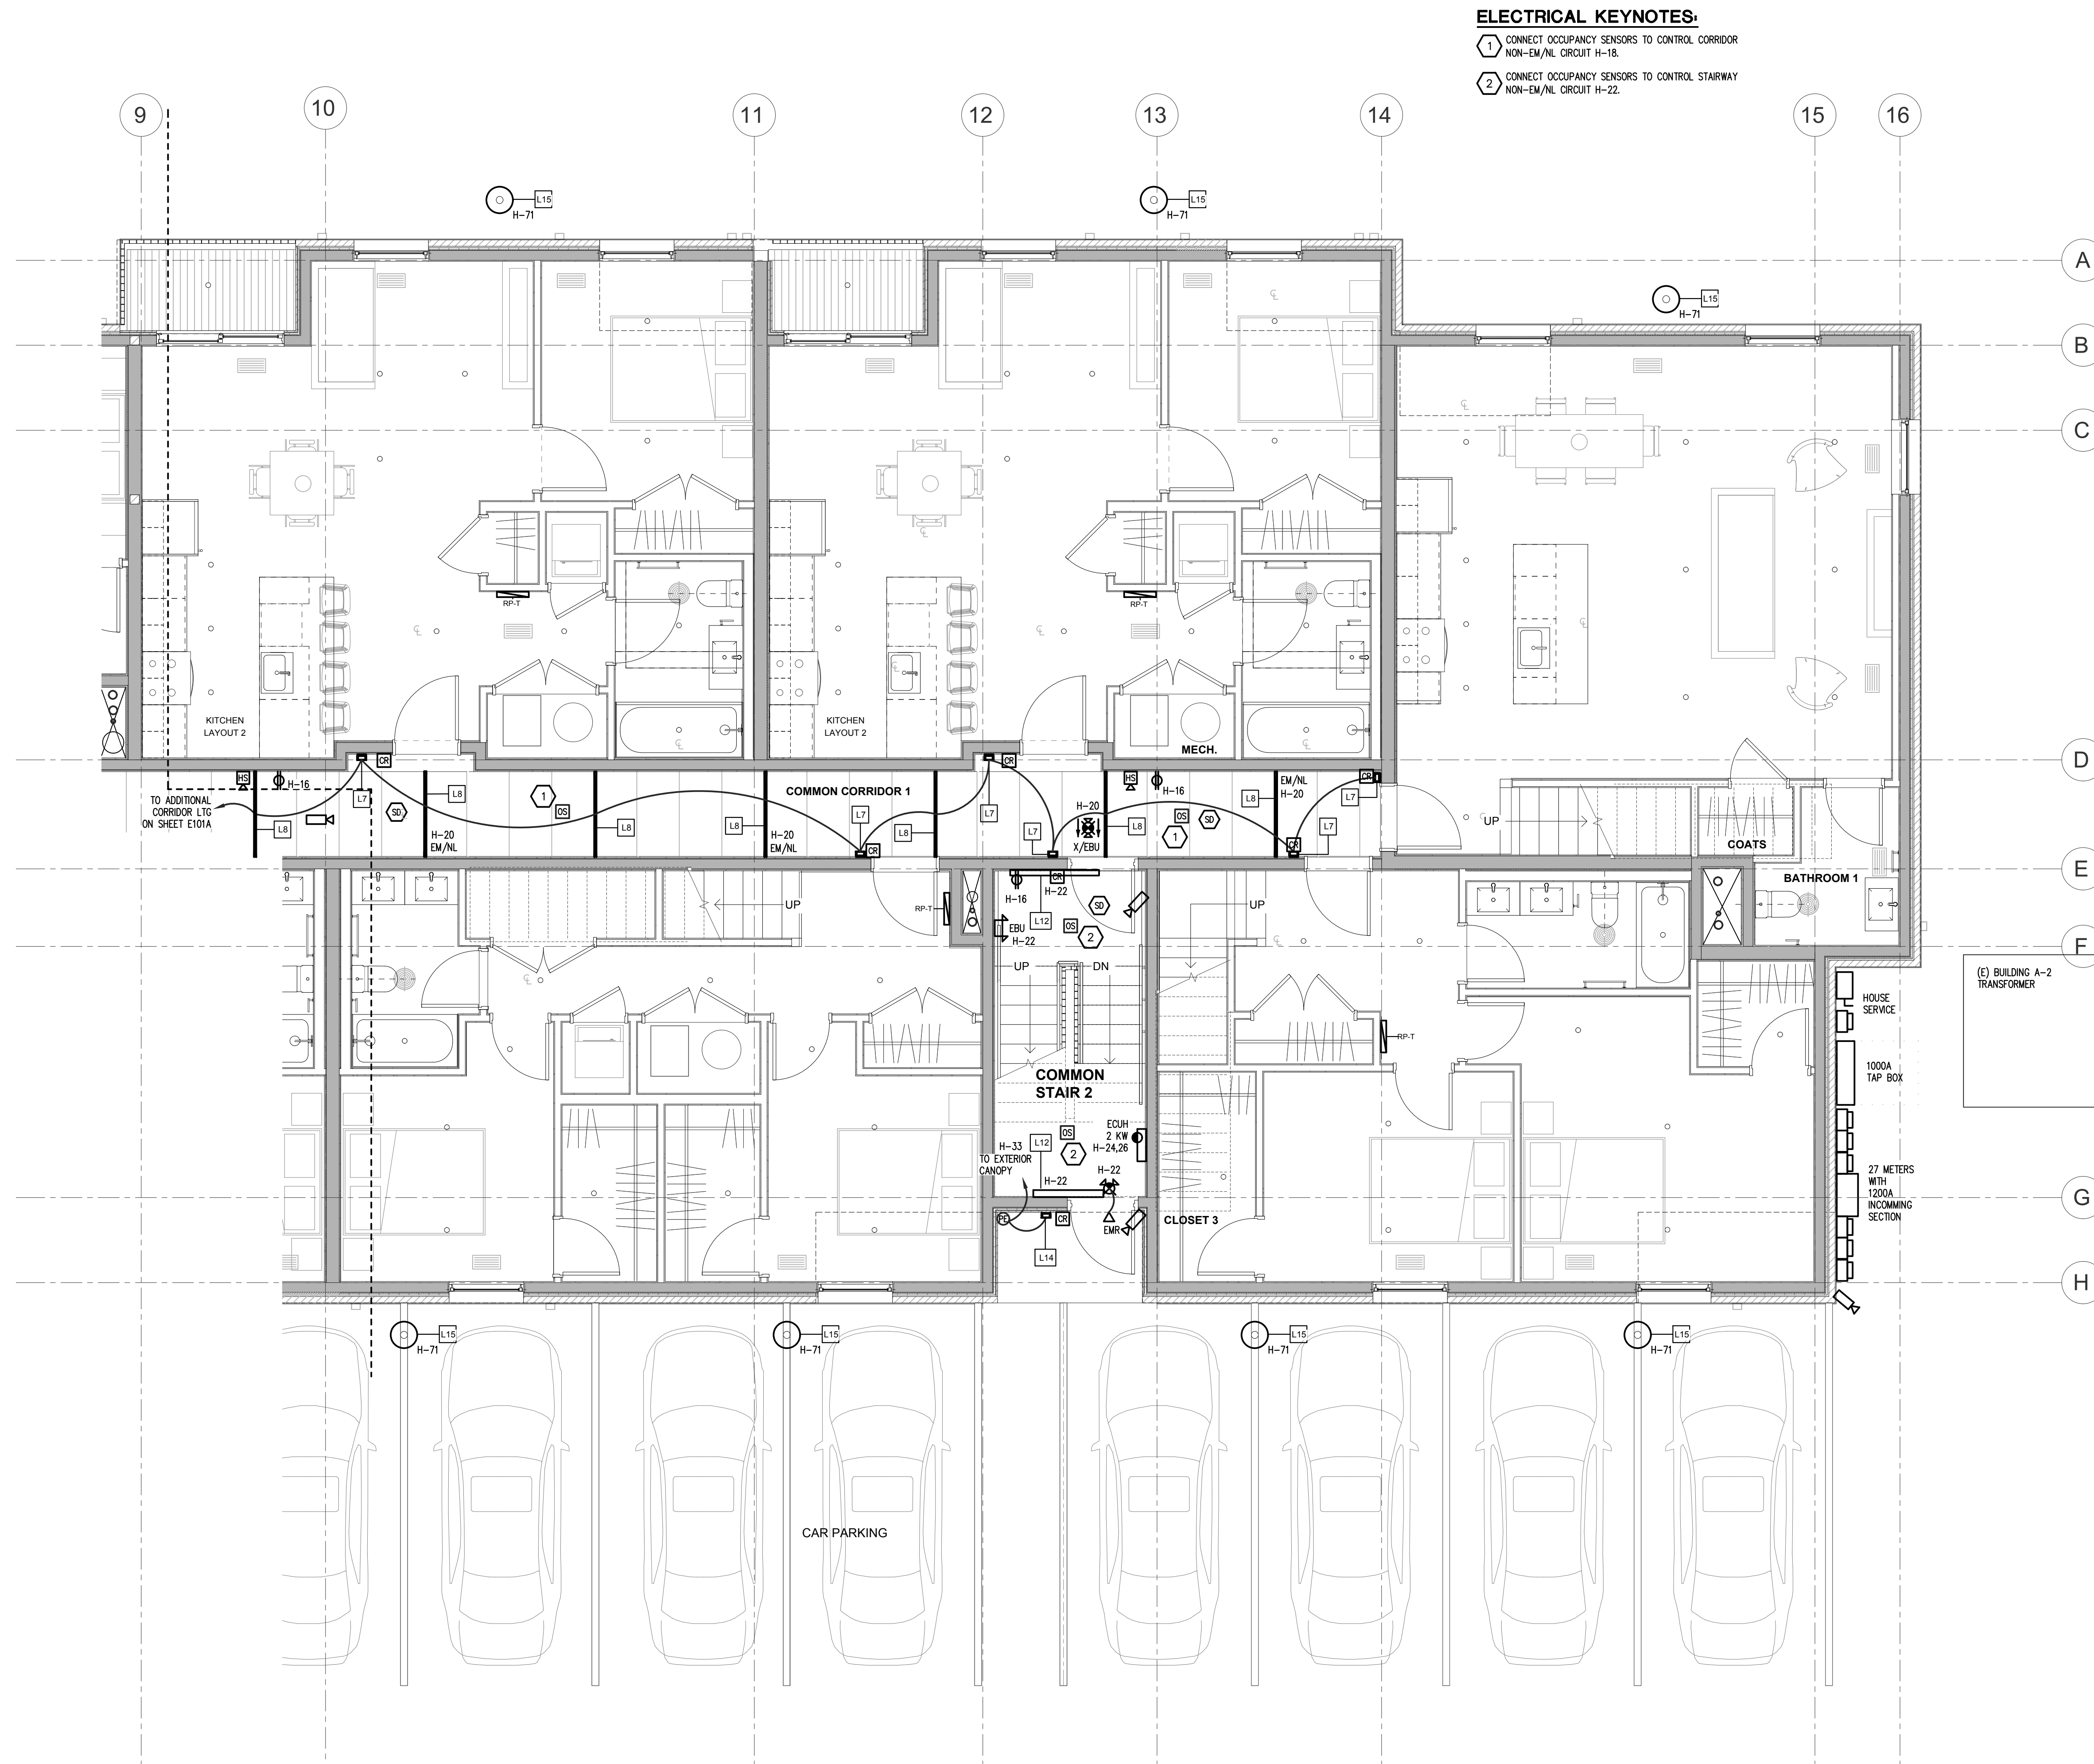 ELECTRICAL KEYNOTES:
1 CONNECT OCCUPANCY SENSORS TO CONTROL CORRIDOR
NON-EM/NL CIRCUIT H-18.
2 CONNECT OCCUPANCY SENSORS TO CONTROL STAIRWAY
NON-EM/NL CIRCUIT H-22.
9
10
11
12
13
14
15
16
L15
H-71
L15
H-71
A
L15
H-71
B
C
RP-T
RP-T
KITCHEN
LAYOUT 2
KITCHEN
LAYOUT 2
MECH.
D
CR
CR
CR
HS
H-16
TO ADDITIONAL
CORRIDOR LTG
ON SHEET E101A
L7
L8
SD
L8
1
OS
H-20
EM/NL
L8
COMMON CORRIDOR 1
L8
H-20
EM/NL
L7
CR
L8
L7
L7
H-20
X/EBU
HS
H-16
L8
OS
1
SD
EM/NL
H-20
L8
L7
L7
CR
UP
COATS
E
BATHROOM 1
UP
RP-T
H-16
CR
H-22
L12
SD
OS
2
EBU
H-22
UP
F
UP
DN
(E) BUILDING A-2
TRANSFORMER
HOUSE
SERVICE
RP-T
1000A
TAP BOX
COMMON
STAIR 2
ECUH
2 KW
H-24,26
OS
L12
2
H-33
TO EXTERIOR
CANOPY
H-22
H-22
27 METERS
WITH
1200A
INCOMMING
SECTION
G
PE
CR
EMR
L14
CLOSET 3
H
L15
H-71
L15
H-71
L15
H-71
L15
H-71
CAR PARKING